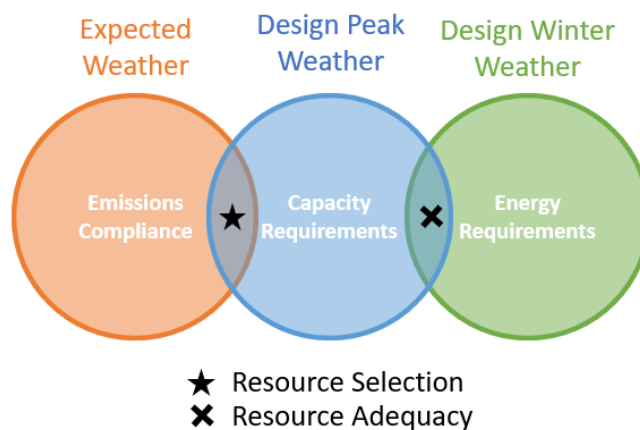 Expected
Weather
Design Peak
Weather
Design Winter
Weather
Emissions
Compliance
Capacity
Requirements
Energy
Requirements
Resource Selection
Resource Adequacy